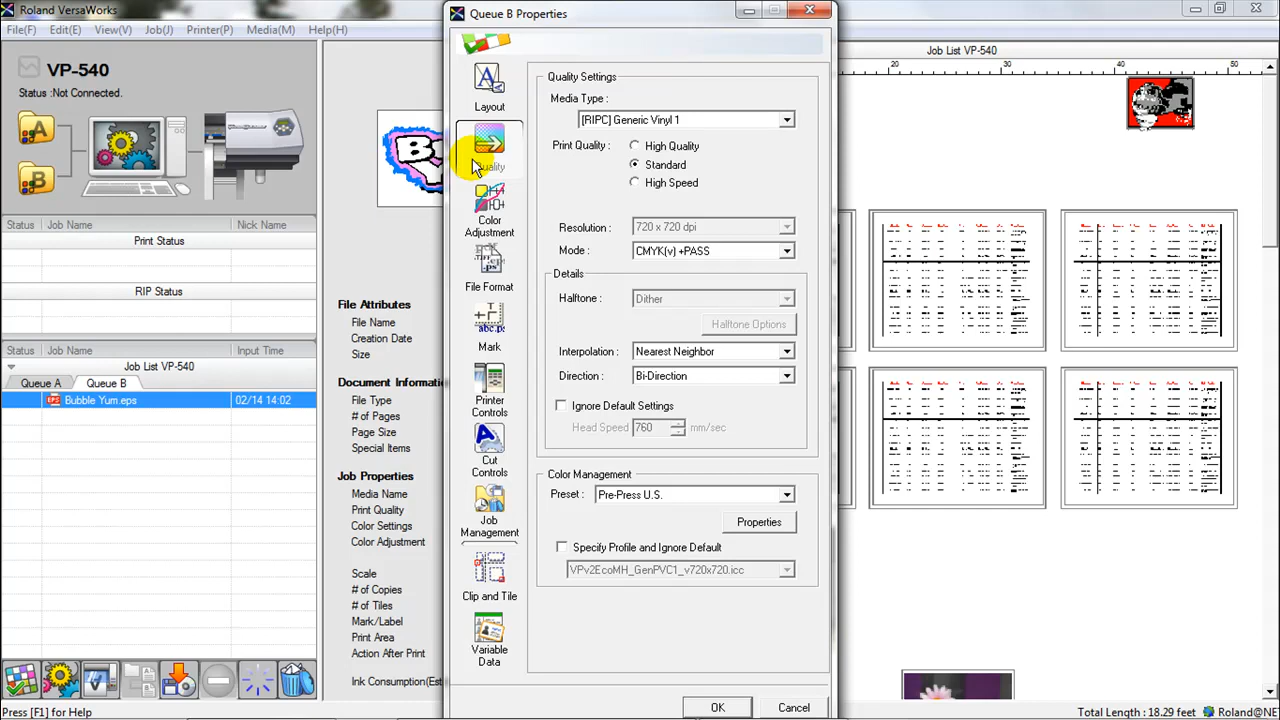 Roland VersaWorks
File(F) Edit(E) View(V) Job(J) Printer(P) Media(M) Help(H)
VP-540
Status :Not Connected.
A
B
Status Job Name Nick Name
Print Status
RIP Status
Status Job Name Input Time
Job List VP-540
Queue A Queue B
Bubble Yum.eps 02/14 14:02
Press [F1] for Help
File Attributes
File Name
Creation Date
Size
Document Informatic
File Type
# of Pages
Page Size
Special Items
Job Properties
Media Name
Print Quality
Color Settings
Color Adjustment
Scale
# of Copies
# of Tiles
Mark/Label
Print Area
Action After Print
Ink Consumption(Est
Queue B Properties
Layout
Quality
Color
Adjustment
File Format
Mark
Printer
Controls
Cut
Controls
Job
Management
Clip and Tile
Variable
Data
Quality Settings
Media Type :
[RIPC] Generic Vinyl 1
Print Quality : High Quality
Standard
High Speed
Resolution : 720 x 720 dpi
Mode : CMYK(v) +PASS
Details
Halftone : Dither
Halftone Options
Interpolation : Nearest Neighbor
Direction : Bi-Direction
Ignore Default Settings
Head Speed 760 mm/sec
Color Management
Preset : Pre-Press U.S.
Properties
Specify Profile and Ignore Default
VPv2EcoMH_GenPVC1_v720x720.icc
OK Cancel
Job List VP-540
20 30 40 50
Total Length : 18.29 feet Roland@NE